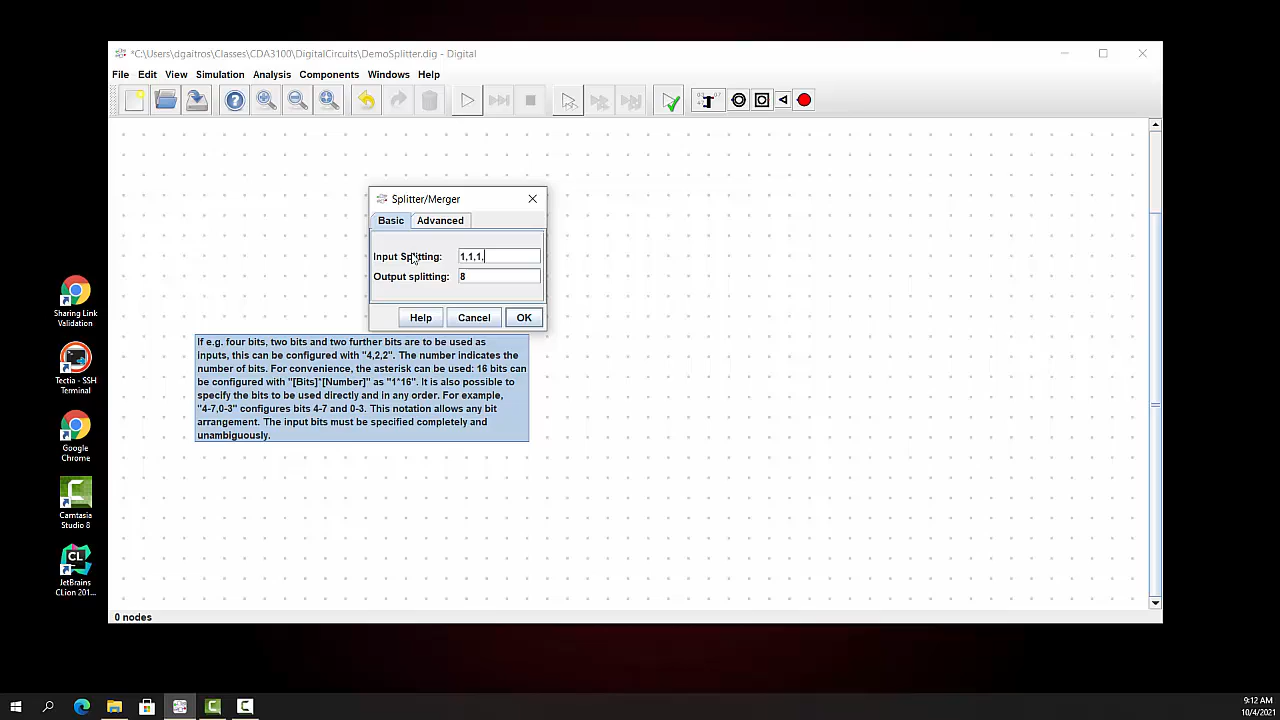 *C:\Users\dgaitros\Classes\CDA3100\DigitalCircuits\DemoSplitter.dig - Digital
File Edit View Simulation Analysis Components Windows Help
Splitter/Merger
Basic Advanced
Input Splitting: 1,1,1,
Output splitting: 8
Help Cancel OK
If e.g. four bits, two bits and two further bits are to be used as
inputs, this can be configured with "4,2,2". The number indicates the
number of bits. For convenience, the asterisk can be used: 16 bits can
be configured with "[Bits]*[Number]" as "1*16". It is also possible to
specify the bits to be used directly and in any order. For example,
"4-7,0-3" configures bits 4-7 and 0-3. This notation allows any bit
arrangement. The input bits must be specified completely and
unambiguously.
Sharing Link
Validation
Tectia - SSH
Terminal
Google
Chrome
Camtasia
Studio 8
JetBrains
CLion 201...
0 nodes
9:12 AM
10/4/2021